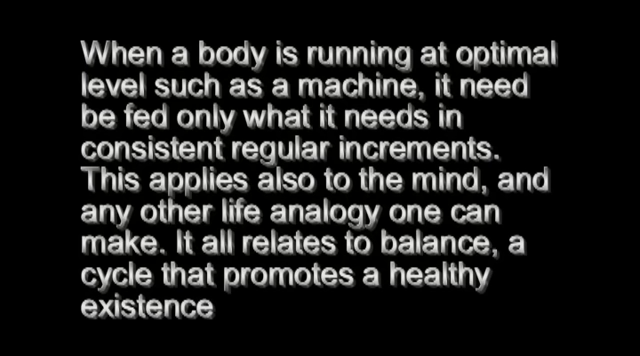 When a body is running at optimal
level such as a machine, it need
be fed only what it needs in
consistent regular increments.
This applies also to the mind, and
any other life analogy one can
make. It all relates to balance, a
cycle that promotes a healthy
existence